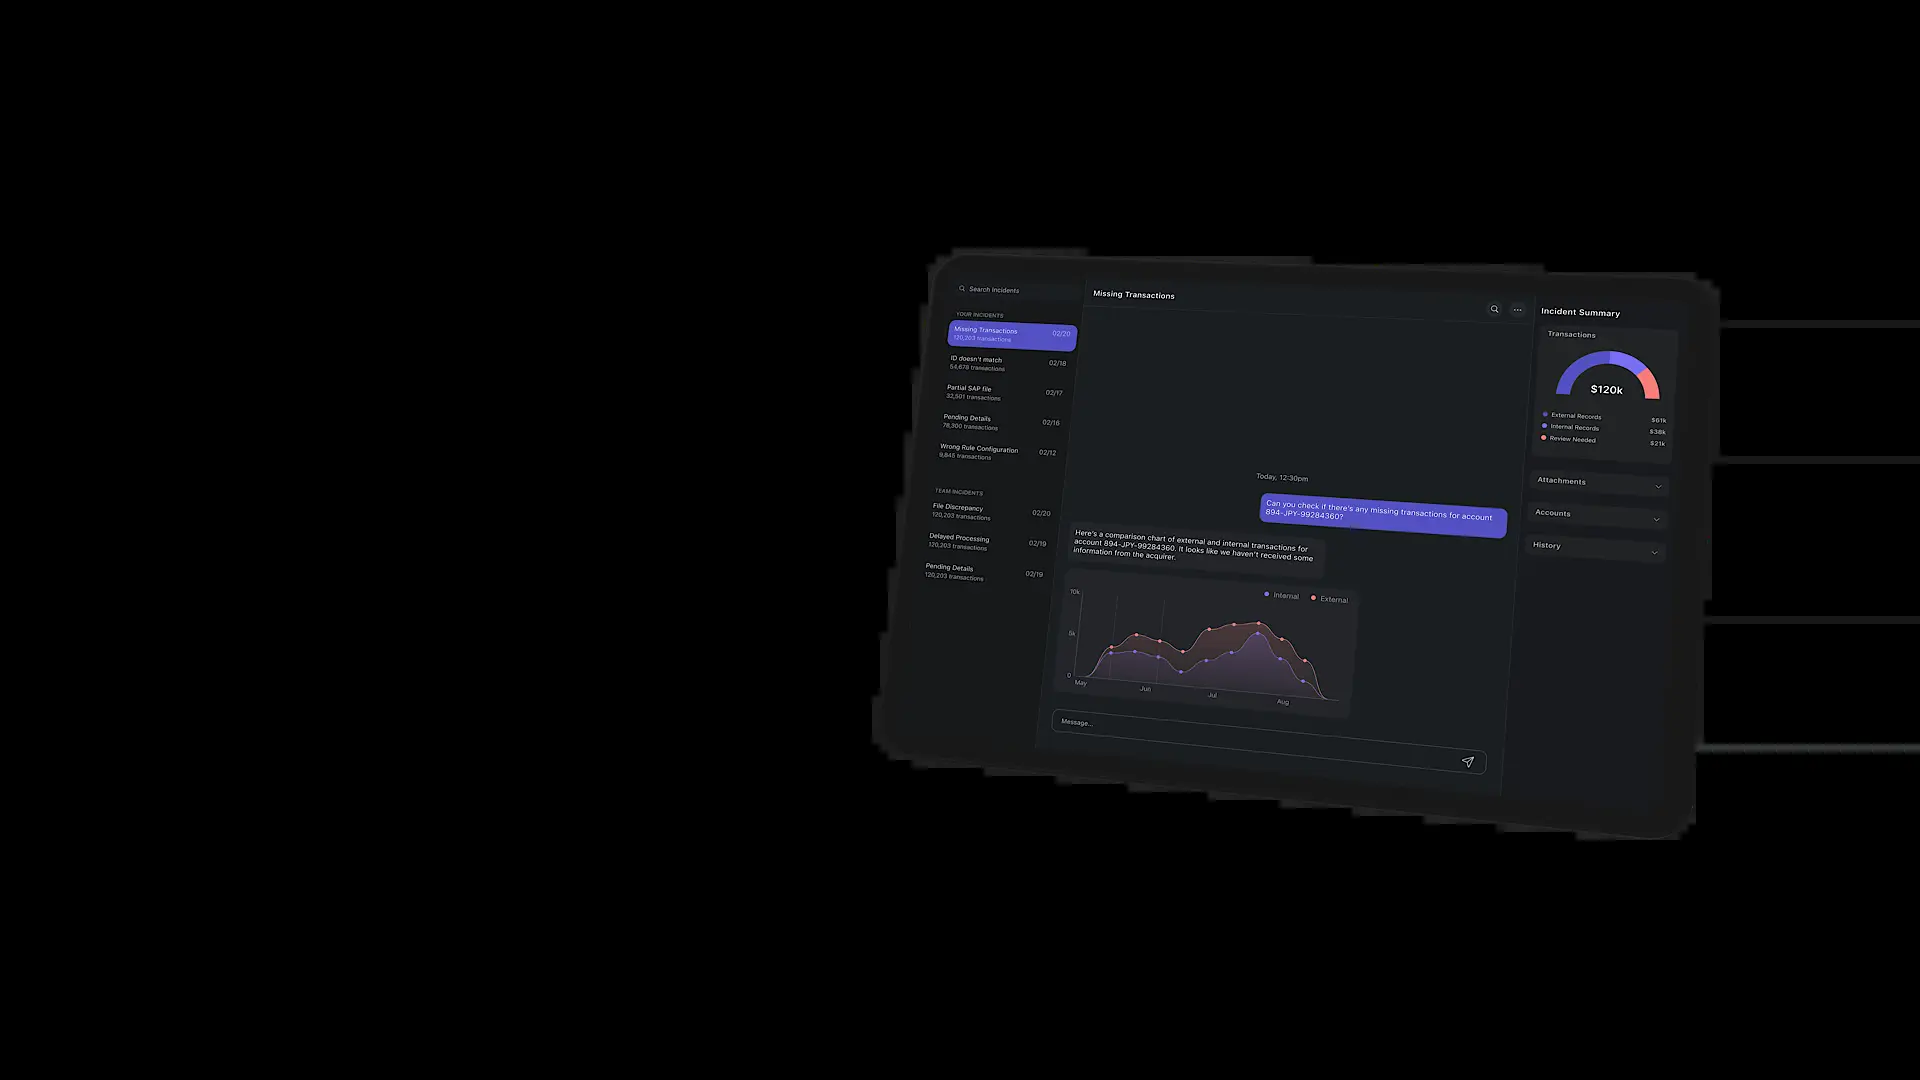 Search Incidents
YOUR INCIDENTS
Missing Transactions
02/20
120,203 transactions
ID doesn't match
02/18
54,678 transactions
Partial SAP file
02/17
32,501 transactions
Pending Details
02/16
78,300 transactions
Wrong Rule Configuration
02/12
9,845 transactions
TEAM INCIDENTS
File Discrepancy
02/20
120,203 transactions
Delayed Processing
02/19
120,203 transactions
Pending Details
02/19
120,203 transactions
Missing Transactions
Today, 12:30pm
Can you check if there's any missing transactions for account
894-JPY-99284360?
Here's a comparison chart of external and internal transactions for
account 894-JPY-99284360. It looks like we haven't received some
information from the acquirer.
Internal
External
10k
5k
0
May
Jun
Jul
Aug
Message...
Incident Summary
Transactions
$120k
External Records
$61k
Internal Records
$38k
Review Needed
$21k
Attachments
Accounts
History